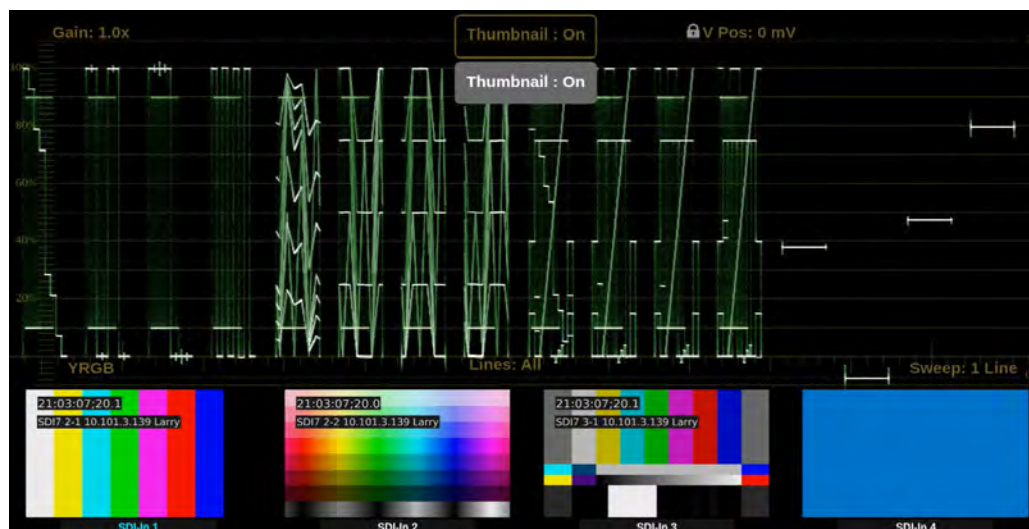 Gain: 1.0x
Thumbnail : On
V Pos: 0 mV
Thumbnail : On
100%
80%
60%
40%
20%
YRGB
Lines: All
Sweep: 1 Line
21:03:07;20.1
SDI7 2-1 10.101.3.139 Larry
21:03:07;20.0
SDI7 2-2 10.101.3.139 Larry
21:03:07;20.1
SDI7 3-1 10.101.3.139 Larry
SDI-In 1
SDI-In 2
SDI-In 3
SDI-In 4